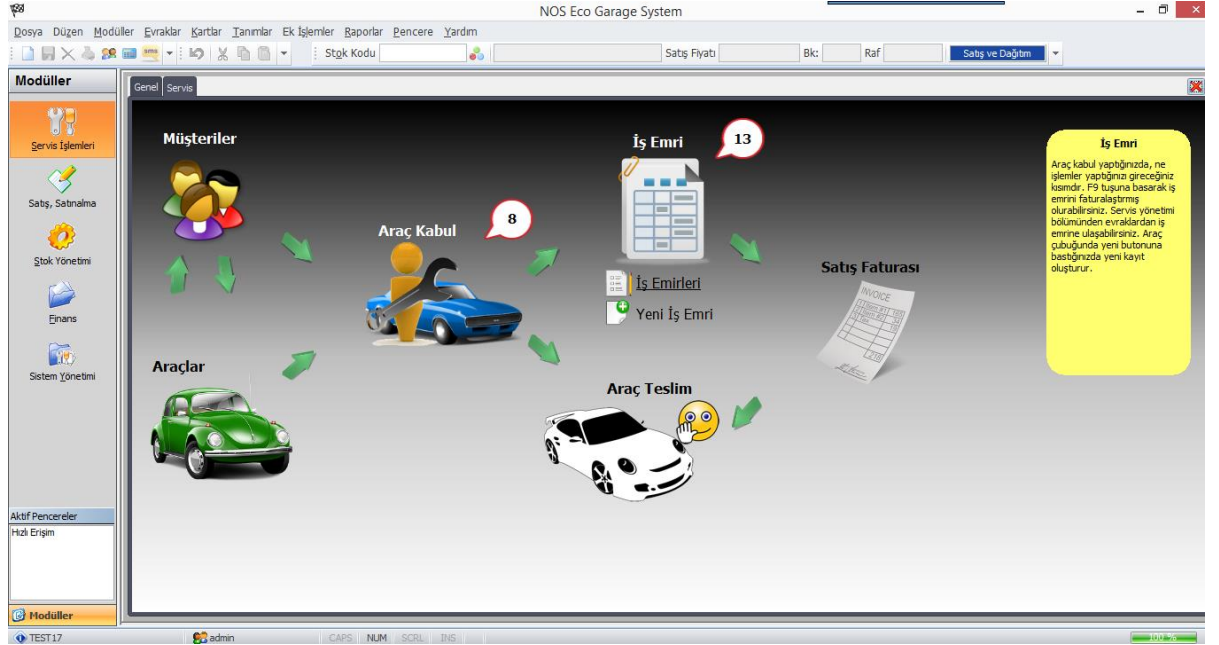 NOS Eco Garage System
Dosya Düzen Modüller Evraklar Kartlar Tanımlar Ek İşlemler Raporlar Pencere Yardım
sms Stok Kodu Satış Fiyatı Bk: Raf Satış ve Dağıtım
Modüller
Genel Servis
Servis İşlemleri
Satış, Satınalma
Stok Yönetimi
Finans
Sistem Yönetimi
Müşteriler
Araç Kabul
8
İş Emri
13
İş Emirleri
Yeni İş Emri
Satış Faturası
INVOICE
Araçlar
Araç Teslim
İş Emri
Araç kabul yaptığınızda, ne
işlemler yaptığınızı gireceğiniz
kısımdır. F9 tuşuna basarak iş
emrini faturalaştırmış
olurabilirsiniz. Servis yönetimi
bölümünden evraklardan iş
emrine ulaşabilirsiniz. Araç
çubuğunda yeni butonuna
bastığınızda yeni kayıt
oluşturur.
Aktif Pencereler
Hızlı Erişim
Modüller
TEST17 admin CAPS NUM SCRL INS 100 %